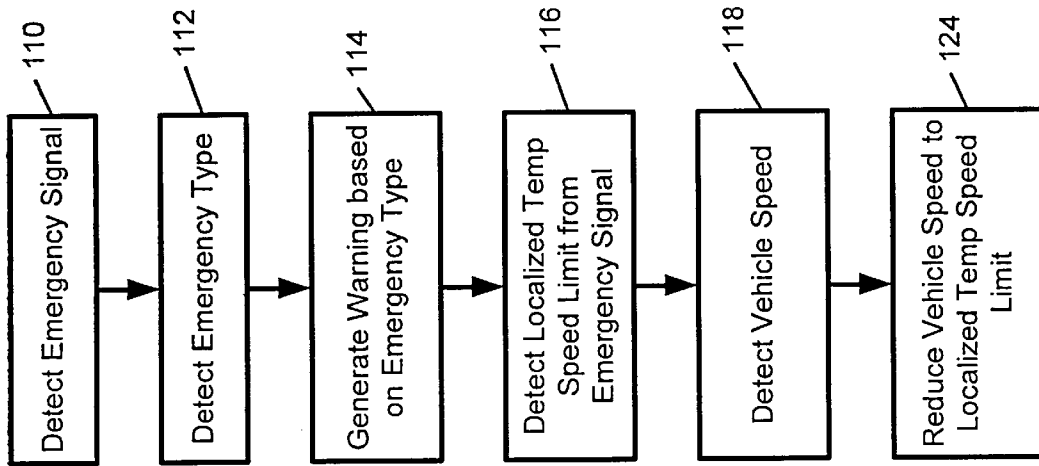 Detect Emergency Signal
110
Detect Emergency Type
112
Generate Warning based
on Emergency Type
114
Detect Localized Temp
Speed Limit from
Emergency Signal
116
Detect Vehicle Speed
118
Reduce Vehicle Speed to
Localized Temp Speed
Limit
124